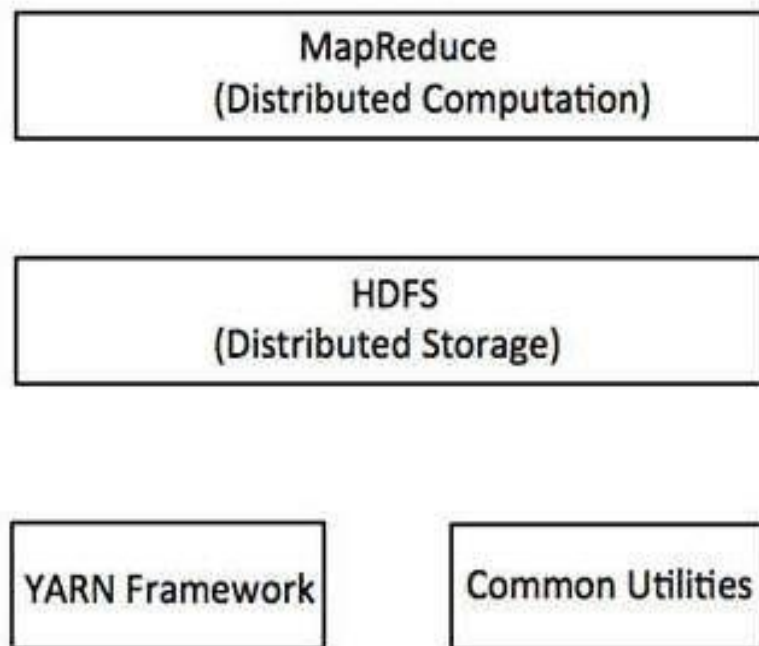 MapReduce
(Distributed Computation)
HDFS
(Distributed Storage)
YARN Framework
Common Utilities